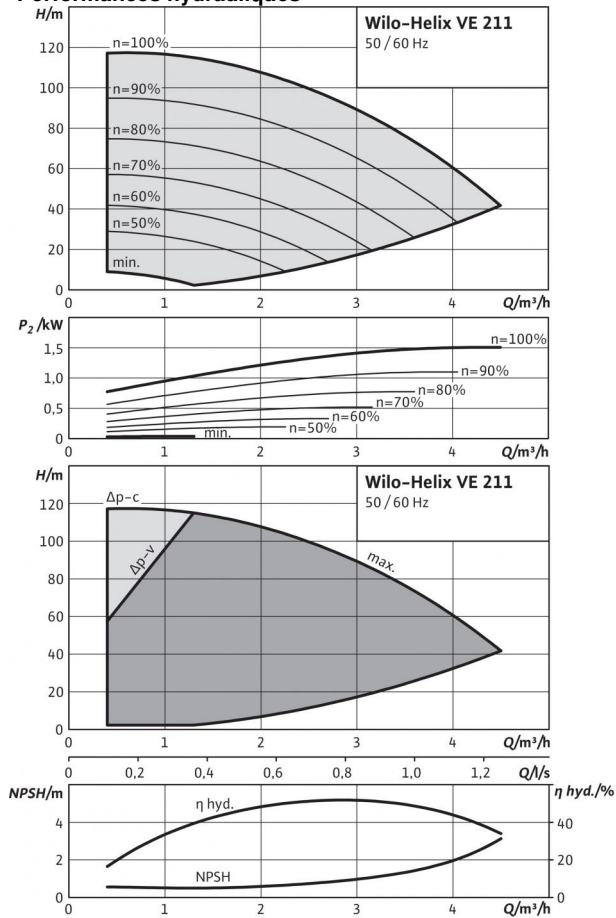 Performances hydrauliques
H/m
Wilo-Helix VE 211
50 / 60 Hz
n=100%
n=90%
n=80%
n=70%
n=60%
n=50%
min.
120
100
80
60
40
20
0
0 1 2 3 4 Q/m³/h
P₂ /kW
1,5
1,0
0,5
0
n=100%
n=90%
n=80%
n=70%
n=60%
n=50%
min.
0 1 2 3 4 Q/m³/h
H/m
Wilo-Helix VE 211
50 / 60 Hz
Δp-c
Δp-v
max.
120
100
80
60
40
20
0
0 1 2 3 4 Q/m³/h
0 0,2 0,4 0,6 0,8 1,0 1,2 Q/l/s
NPSH/m
η hyd./%
η hyd.
NPSH
4 40
2 20
0 0
0 1 2 3 4 Q/m³/h